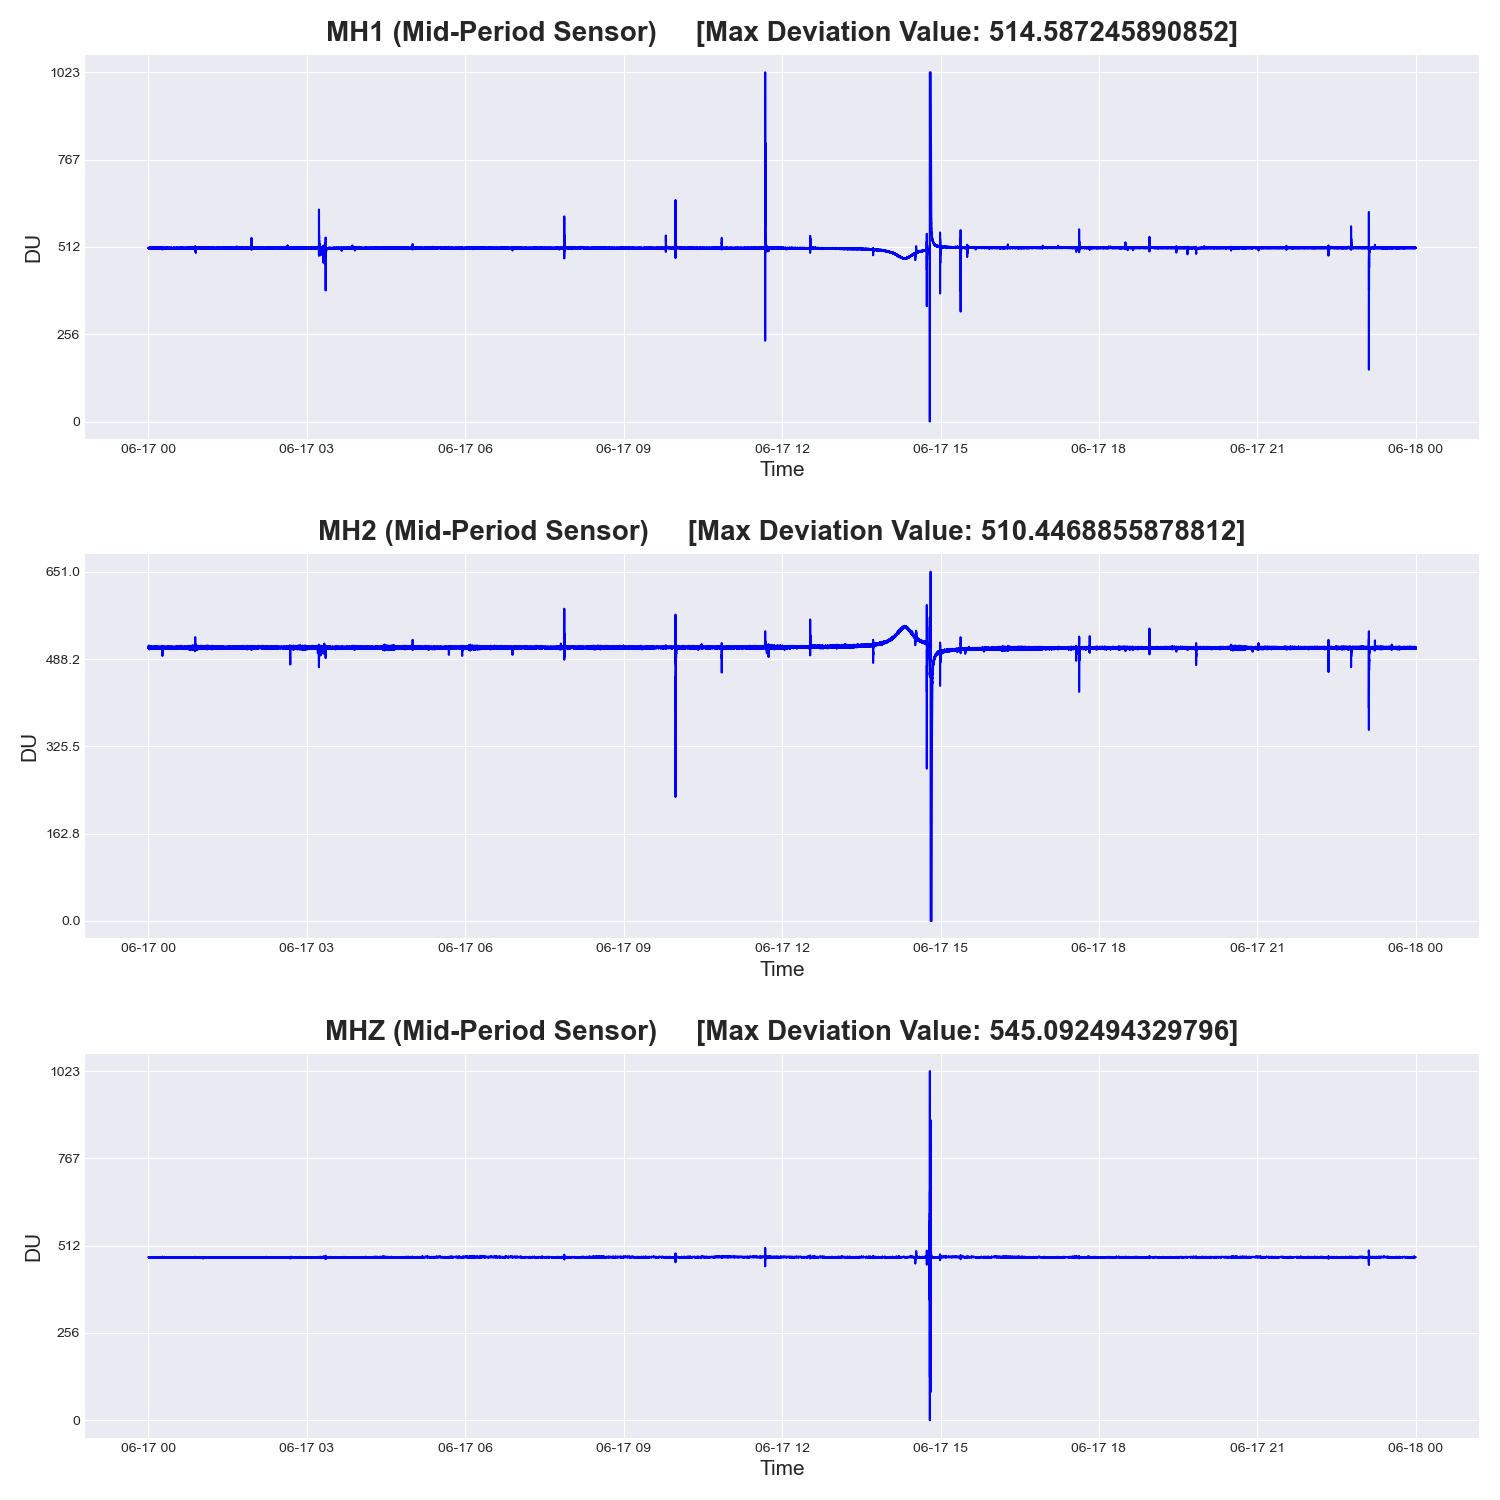 MH1 (Mid-Period Sensor) [Max Deviation Value: 514.587245890852]
1023
767
512
256
0
DU
06-17 00 06-17 03 06-17 06 06-17 09 06-17 12 06-17 15 06-17 18 06-17 21 06-18 00
Time
MH2 (Mid-Period Sensor) [Max Deviation Value: 510.4468855878812]
651.0
488.2
325.5
162.8
0.0
DU
06-17 00 06-17 03 06-17 06 06-17 09 06-17 12 06-17 15 06-17 18 06-17 21 06-18 00
Time
MHZ (Mid-Period Sensor) [Max Deviation Value: 545.092494329796]
1023
767
512
256
0
DU
06-17 00 06-17 03 06-17 06 06-17 09 06-17 12 06-17 15 06-17 18 06-17 21 06-18 00
Time